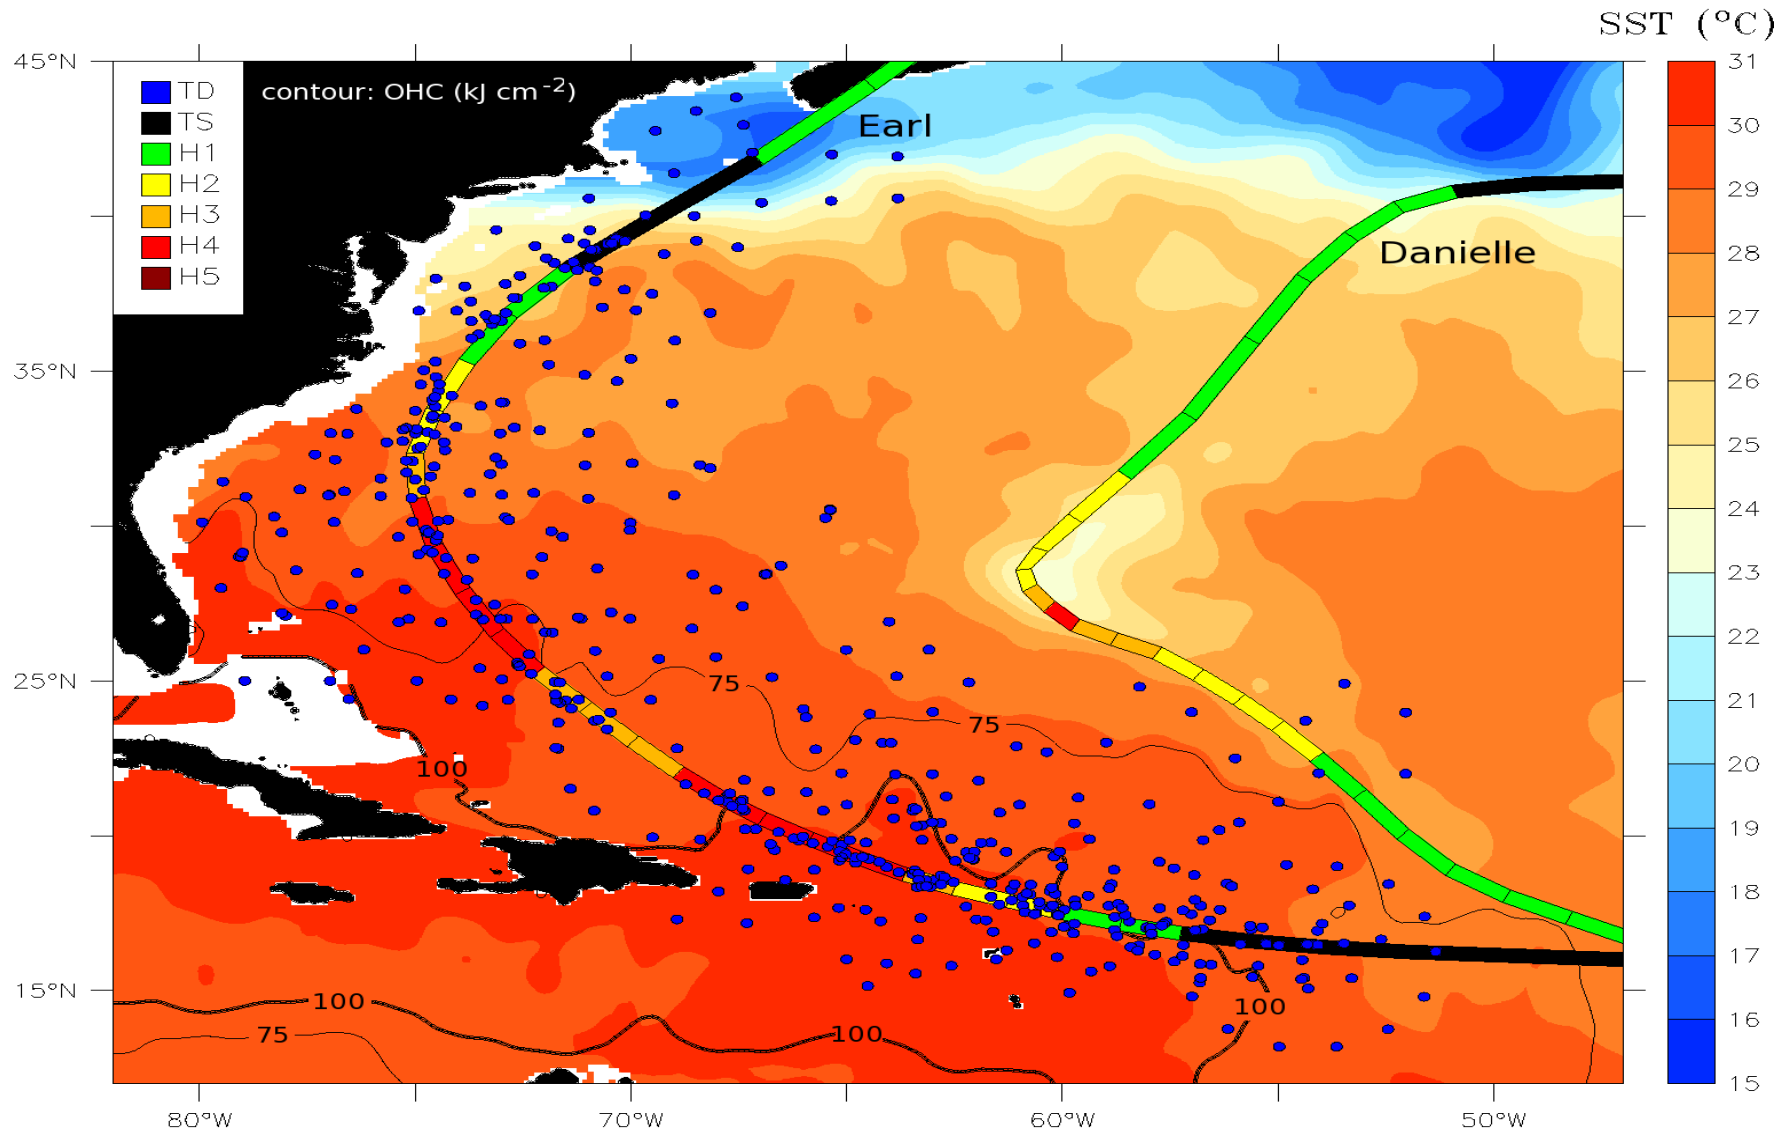 SST (°C)
45°N
35°N
25°N
15°N
TD
TS
H1
H2
H3
H4
H5
contour: OHC (kJ cm⁻²)
Earl
Danielle
75
75
100
100
75
100
100
80°W
70°W
60°W
50°W
31
30
29
28
27
26
25
24
23
22
21
20
19
18
17
16
15